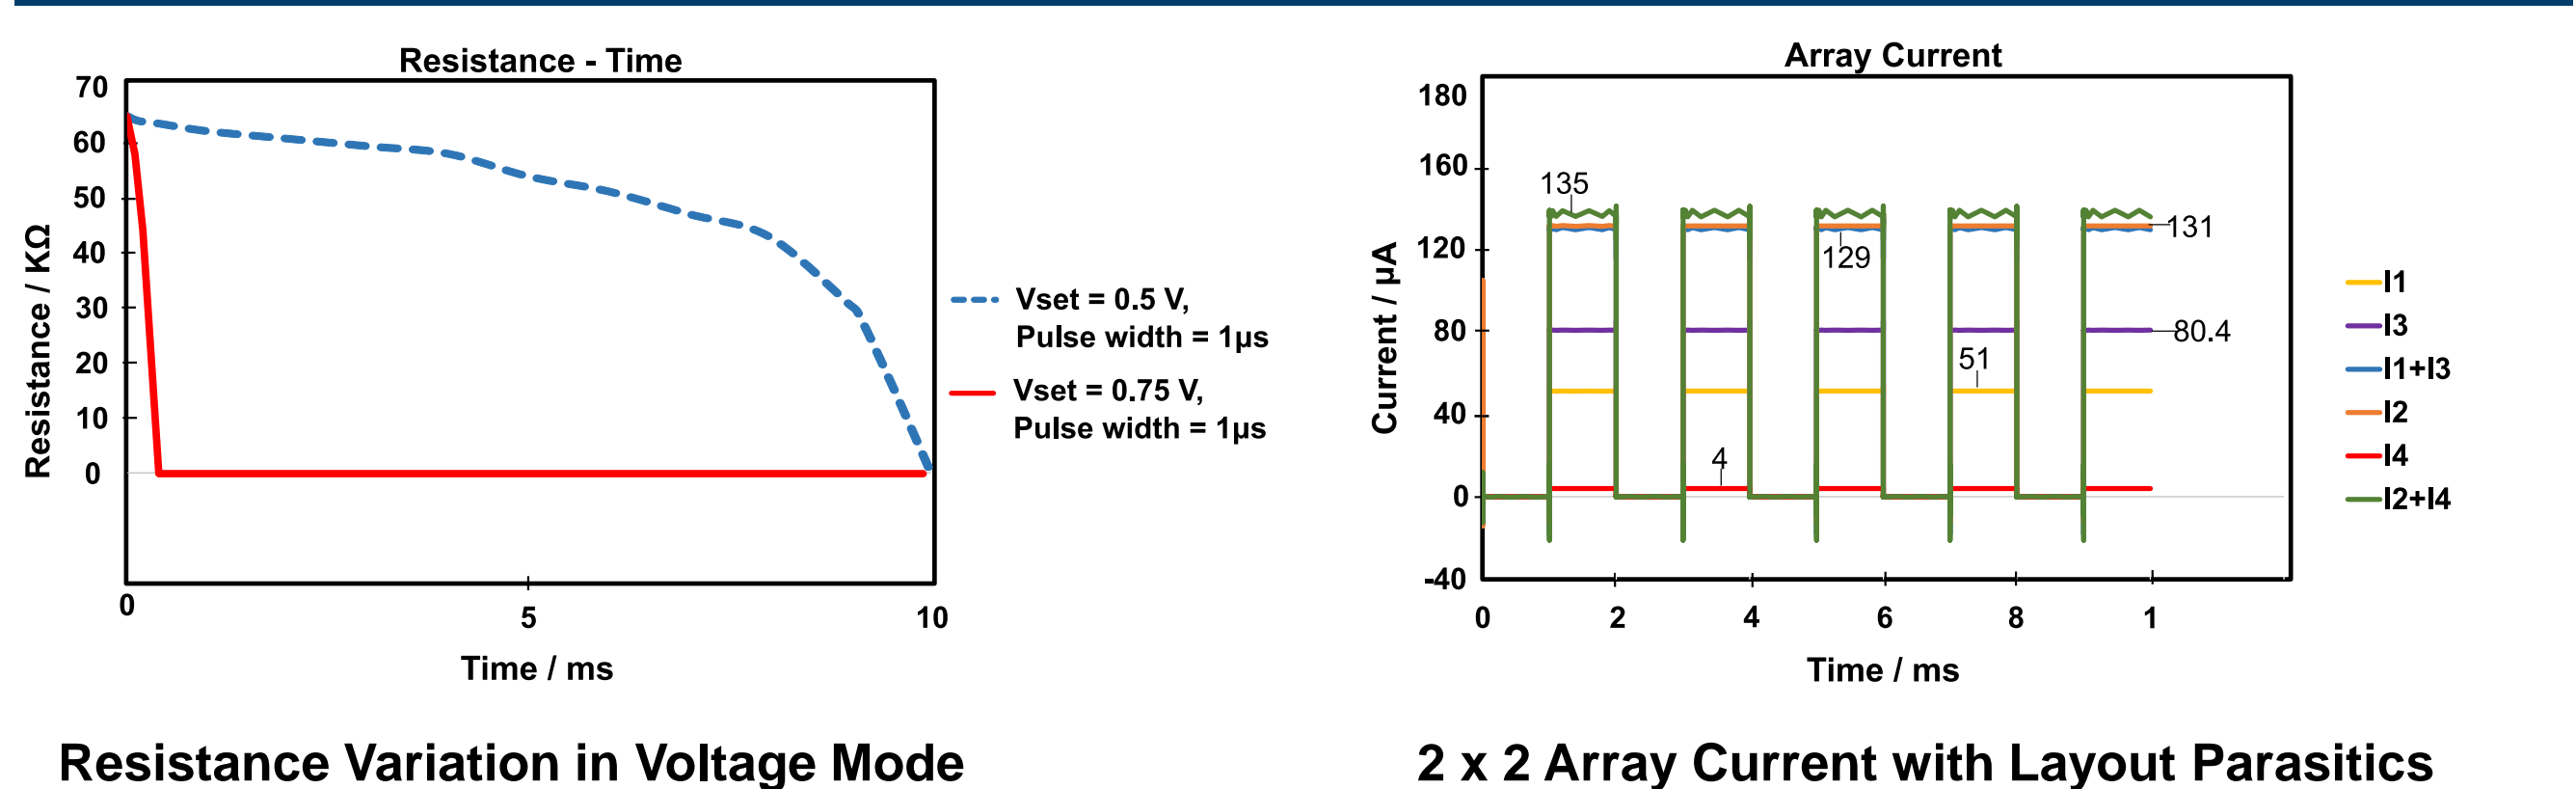 Resistance - Time
70
60
50
40
30
20
10
0
Resistance / KΩ
0
5
10
Time / ms
Vset = 0.5 V,
Pulse width = 1µs
Vset = 0.75 V,
Pulse width = 1µs
Resistance Variation in Voltage Mode
Array Current
180
160
120
80
40
0
-40
Current / µA
135
129
131
80.4
51
4
0
2
4
6
8
1
Time / ms
I1
I3
I1+I3
I2
I4
I2+I4
2 x 2 Array Current with Layout Parasitics